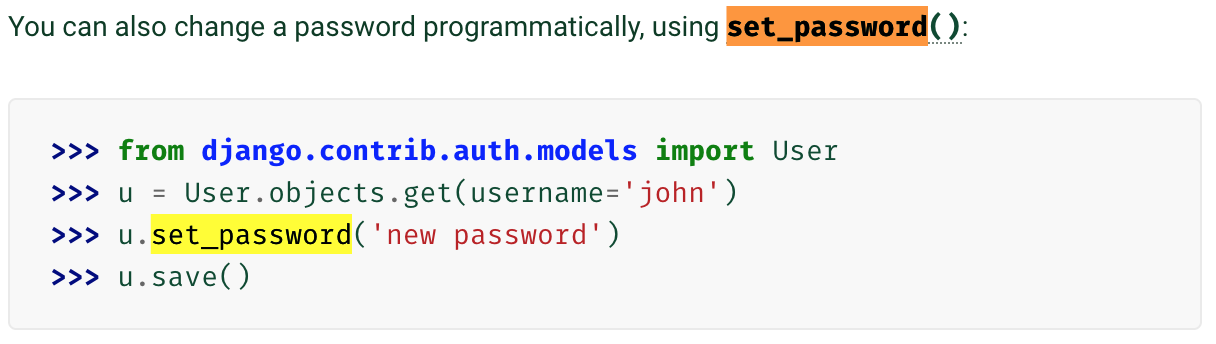 You can also change a password programmatically, using set_password():
>>> from django.contrib.auth.models import User
>>> u = User.objects.get(username='john')
>>> u.set_password('new password')
>>> u.save()